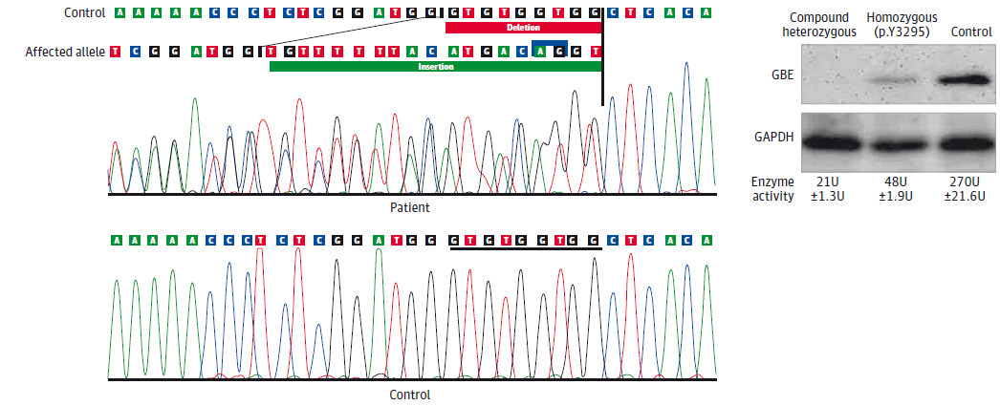 Control A A A A A C C C T C T C G G A T G G G T G T G G T G G C T C A C A
Deletion
Affected allele T C G G A T G G T G T T T T T T A C A T G A C A G G T
Insertion
Patient
A A A A A C C C T C T C G G A T G G G T G T G G T G G C T C A C A
Control
Compound heterozygous
Homozygous (p.Y329S)
Control
GBE
GAPDH
Enzyme activity
21U ±1.3U
48U ±1.9U
270U ±21.6U